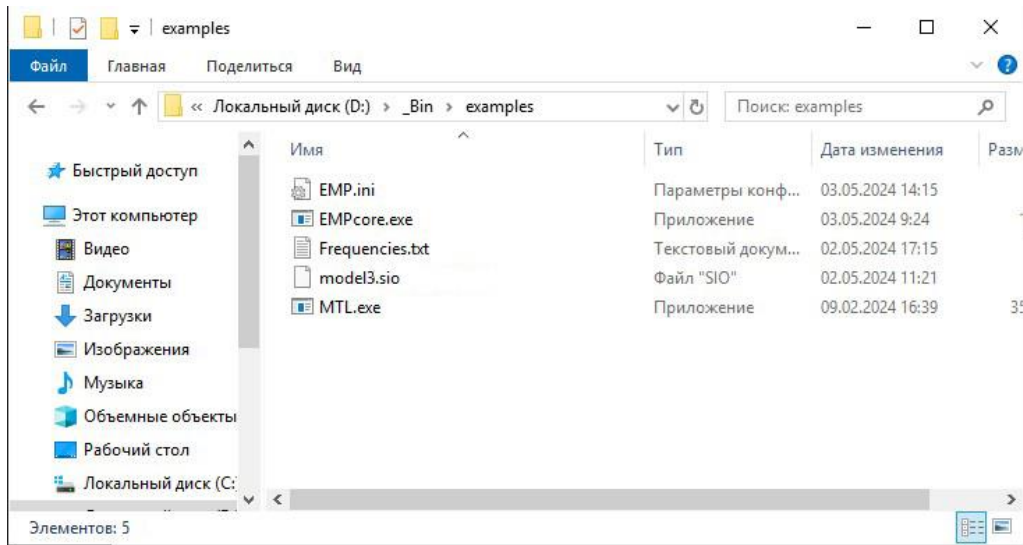 examples
Файл Главная Поделиться Вид
« Локальный диск (D:) > _Bin > examples Поиск: examples
Имя Тип Дата изменения Разм
Быстрый доступ
EMP.ini Параметры конф... 03.05.2024 14:15
Этот компьютер
EMPcore.exe Приложение 03.05.2024 9:24
Видео
Frequencies.txt Текстовый докум... 02.05.2024 17:15
Документы
model3.sio Файл "SIO" 02.05.2024 11:21
Загрузки
MTL.exe Приложение 09.02.2024 16:39 35
Изображения
Музыка
Объемные объекты
Рабочий стол
Локальный диск (C:
Элементов: 5